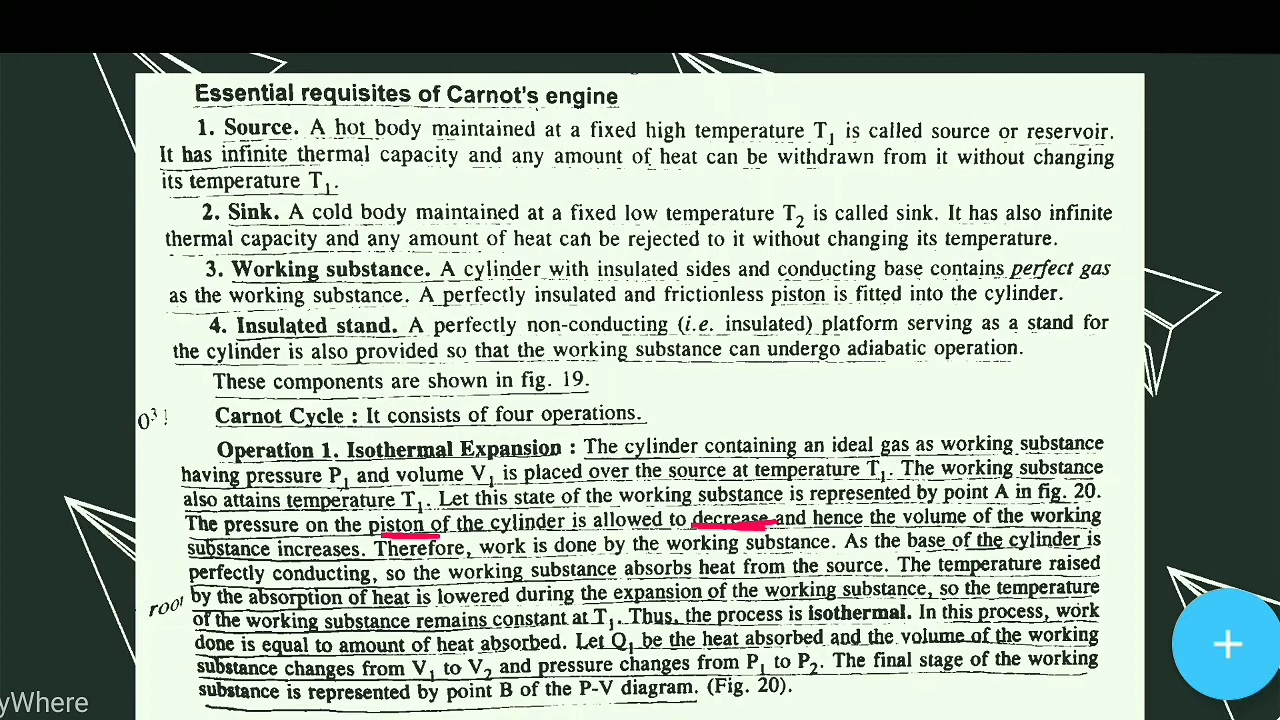 Essential requisites of Carnot's engine
1. Source. A hot body maintained at a fixed high temperature T₁ is called source or reservoir.
It has infinite thermal capacity and any amount of heat can be withdrawn from it without changing
its temperature T₁.
2. Sink. A cold body maintained at a fixed low temperature T₂ is called sink. It has also infinite
thermal capacity and any amount of heat can be rejected to it without changing its temperature.
3. Working substance. A cylinder with insulated sides and conducting base contains perfect gas
as the working substance. A perfectly insulated and frictionless piston is fitted into the cylinder.
4. Insulated stand. A perfectly non-conducting (i.e. insulated) platform serving as a stand for
the cylinder is also provided so that the working substance can undergo adiabatic operation.
These components are shown in fig. 19.
Carnot Cycle : It consists of four operations.
Operation 1. Isothermal Expansion : The cylinder containing an ideal gas as working substance
having pressure P₁ and volume V₁ is placed over the source at temperature T₁. The working substance
also attains temperature T₁. Let this state of the working substance is represented by point A in fig. 20.
The pressure on the piston of the cylinder is allowed to decrease and hence the volume of the working
substance increases. Therefore, work is done by the working substance. As the base of the cylinder is
perfectly conducting, so the working substance absorbs heat from the source. The temperature raised
by the absorption of heat is lowered during the expansion of the working substance, so the temperature
of the working substance remains constant at T₁. Thus, the process is isothermal. In this process, work
done is equal to amount of heat absorbed. Let Q₁ be the heat absorbed and the volume of the working
substance changes from V₁ to V₂ and pressure changes from P₁ to P₂. The final stage of the working
substance is represented by point B of the P-V diagram. (Fig. 20).
yWhere